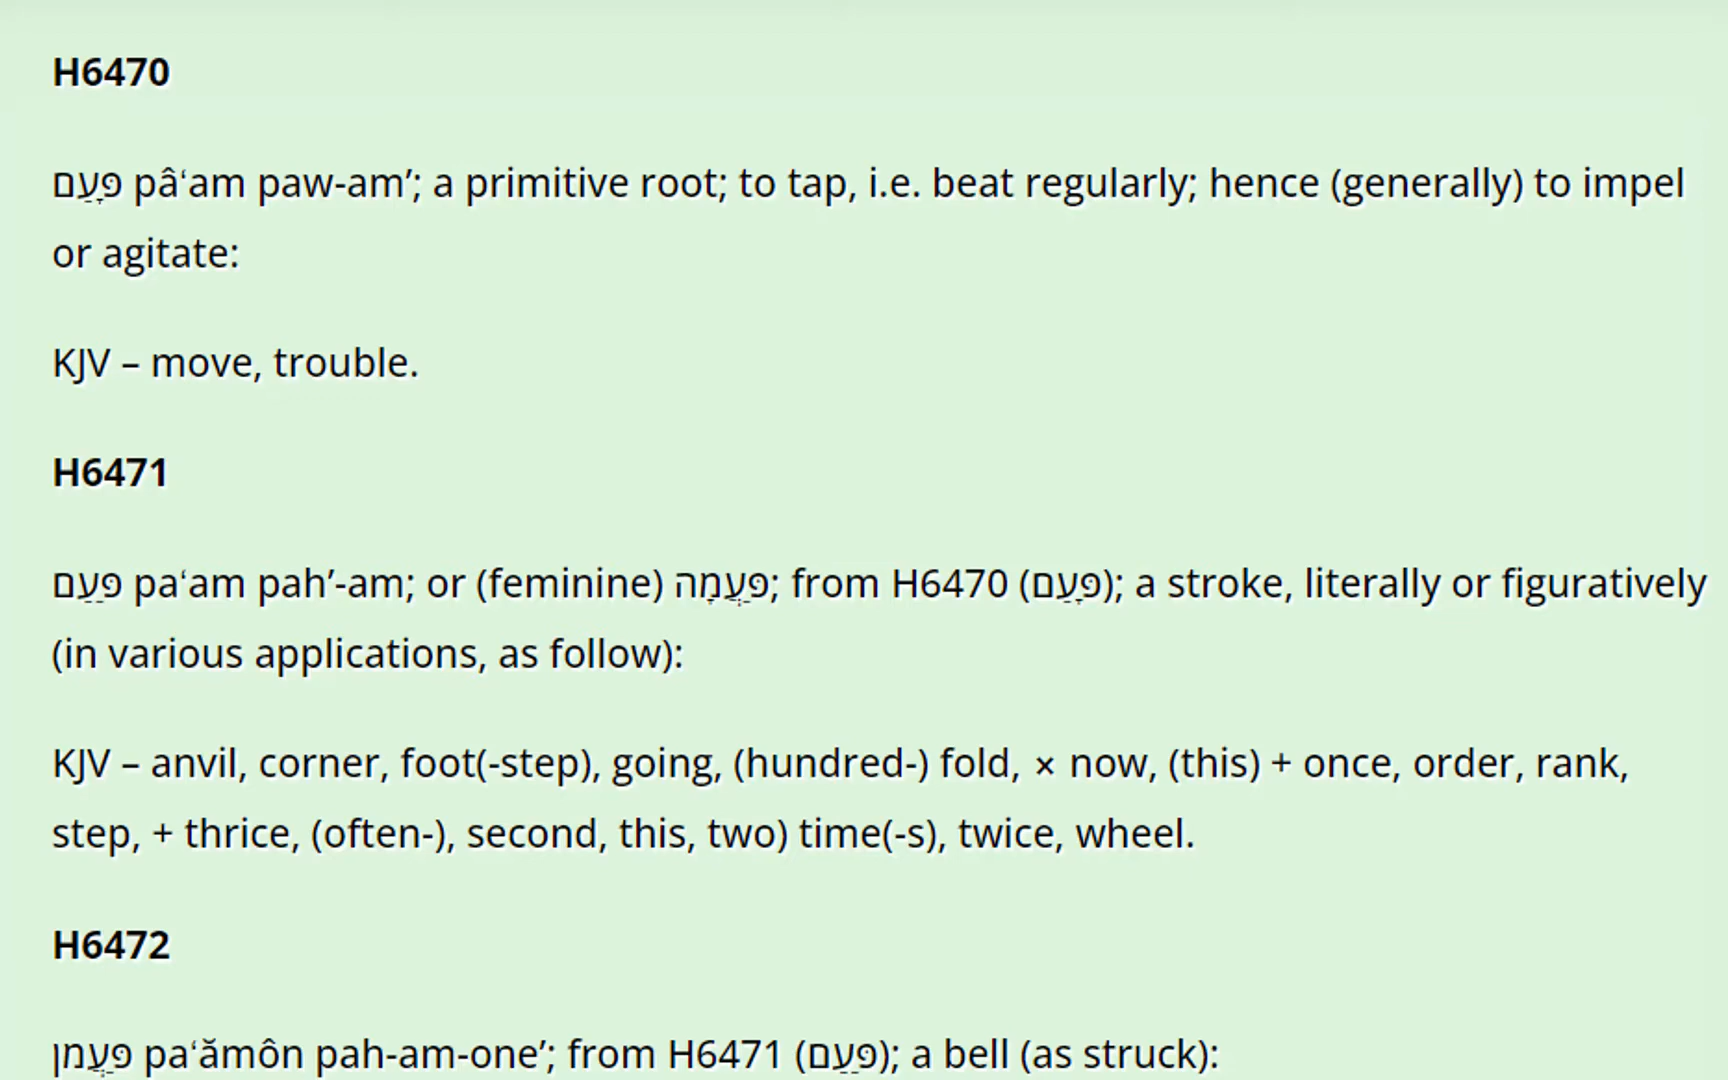 H6470
פָּעַם pâʻam paw-am’; a primitive root; to tap, i.e. beat regularly; hence (generally) to impel
or agitate:
KJV – move, trouble.
H6471
פַּעַם paʻam pah’-am; or (feminine) פַּעֲמָה; from H6470 (פָּעַם); a stroke, literally or figuratively
(in various applications, as follow):
KJV – anvil, corner, foot(-step), going, (hundred-) fold, × now, (this) + once, order, rank,
step, + thrice, (often-), second, this, two) time(-s), twice, wheel.
H6472
פַּעֲמֹן paʻămôn pah-am-one’; from H6471 (פַּעַם); a bell (as struck):